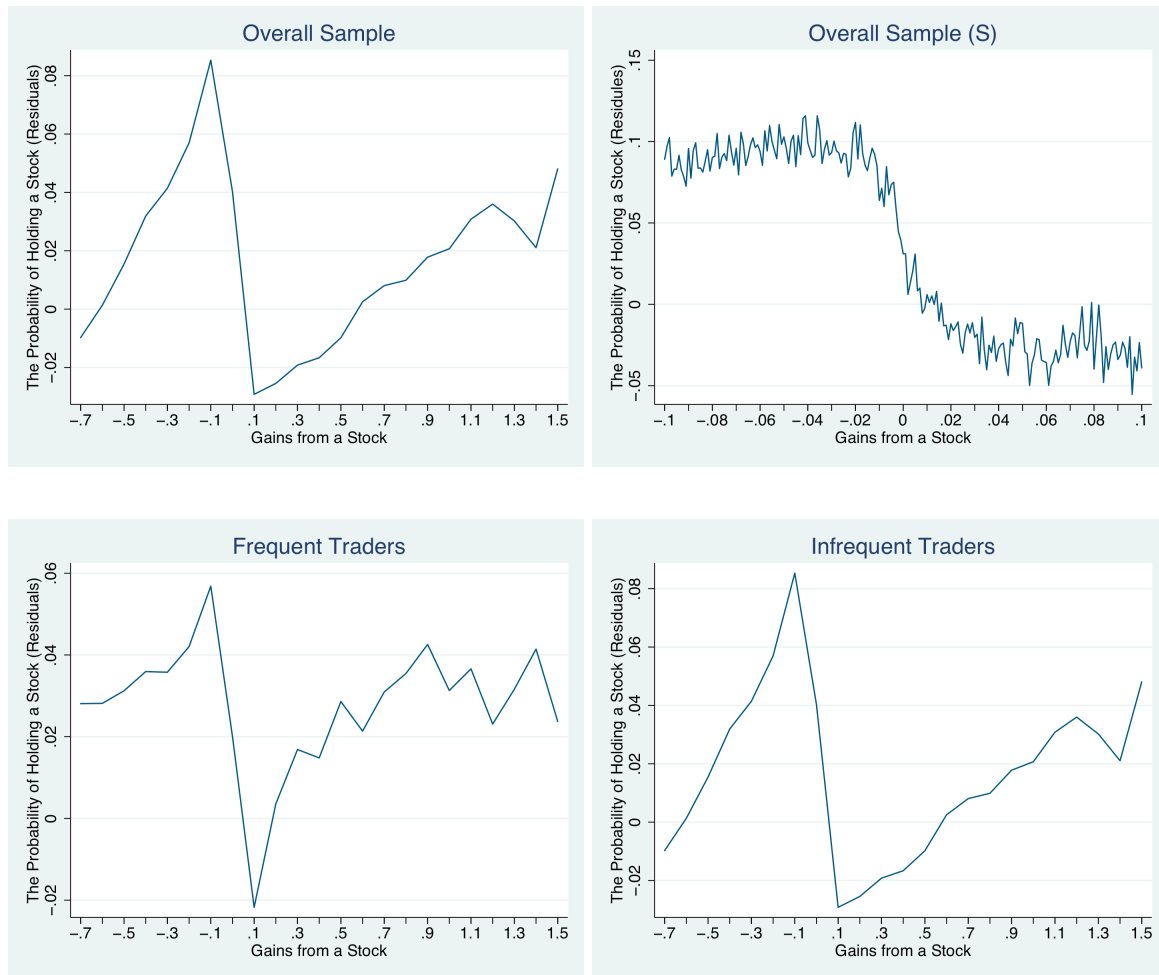 Overall Sample
The Probability of Holding a Stock (Residuals)
.08
.06
.04
.02
0
−.02
−.7 −.5 −.3 −.1 .1 .3 .5 .7 .9 1.1 1.3 1.5
Gains from a Stock
Overall Sample (S)
The Probability of Holding a Stock (Residules)
.15
.1
.05
0
−.05
−.1 −.08 −.06 −.04 −.02 0 .02 .04 .06 .08 .1
Gains from a Stock
Frequent Traders
The Probability of Holding a Stock (Residuals)
.06
.04
.02
0
−.02
−.7 −.5 −.3 −.1 .1 .3 .5 .7 .9 1.1 1.3 1.5
Gains from a Stock
Infrequent Traders
The Probability of Holding a Stock (Residuals)
.08
.06
.04
.02
0
−.02
−.7 −.5 −.3 −.1 .1 .3 .5 .7 .9 1.1 1.3 1.5
Gains from a Stock